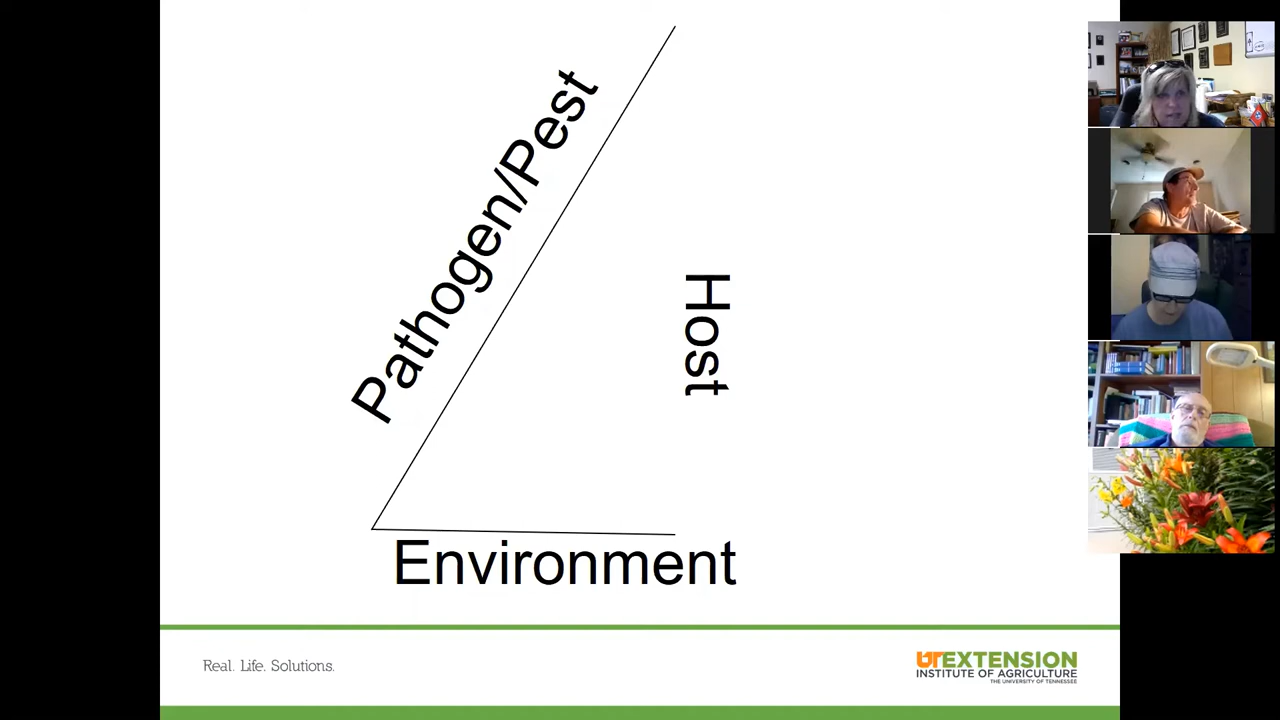 Pathogen/Pest
Host
Environment
Real. Life. Solutions.
UTEXTENSION
INSTITUTE OF AGRICULTURE
THE UNIVERSITY OF TENNESSEE